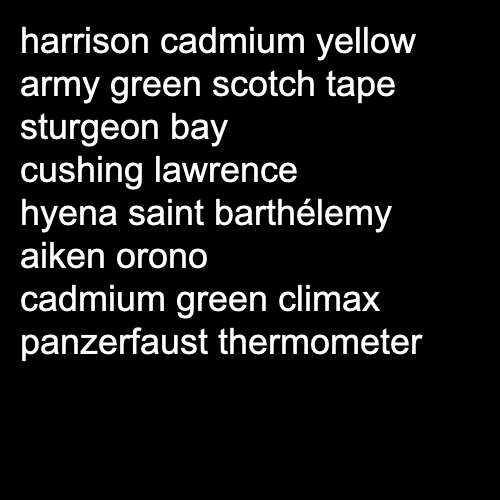 harrison cadmium yellow
army green scotch tape
sturgeon bay
cushing lawrence
hyena saint barthélemy
aiken orono
cadmium green climax
panzerfaust thermometer